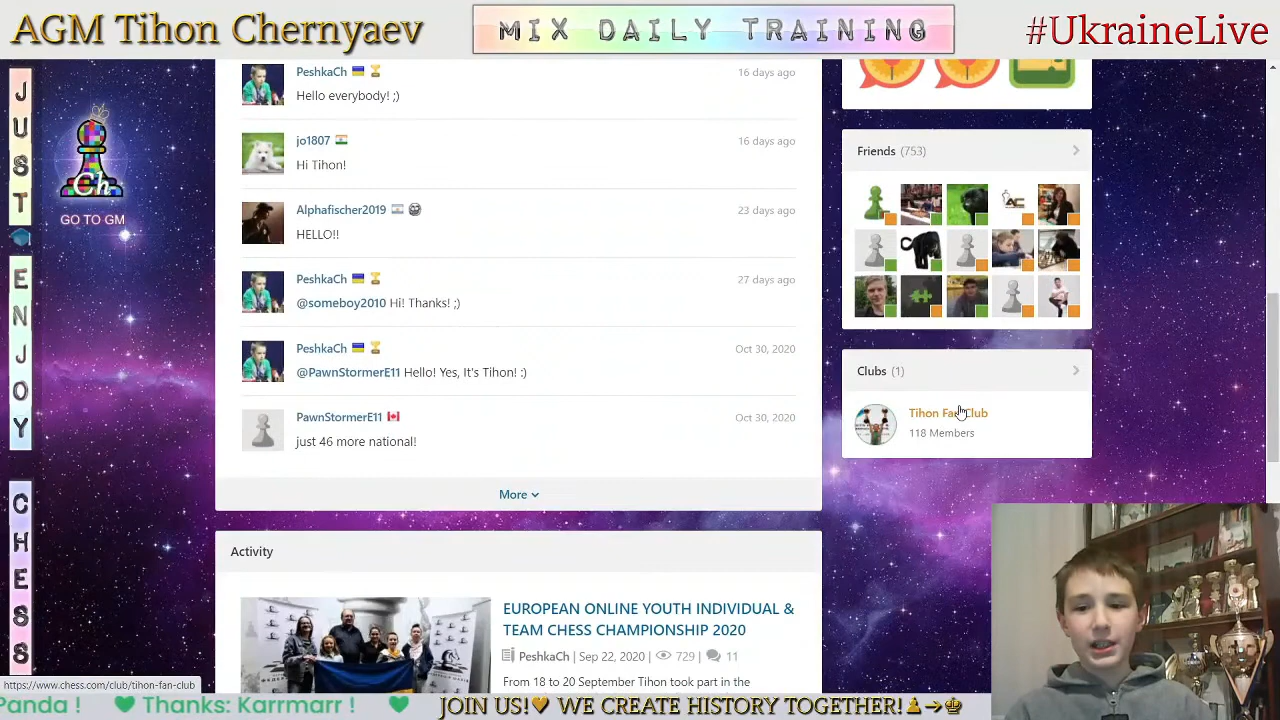 AGM Tihon Chernyaev
MIX DAILY TRAINING
#UkraineLive
JUST
ENJOY
CHESS
Ch
GO TO GM
PeshkaCh
16 days ago
Hello everybody! ;)
jo1807
16 days ago
Hi Tihon!
Alphafischer2019
23 days ago
HELLO!!
PeshkaCh
27 days ago
@someboy2010 Hi! Thanks! ;)
PeshkaCh
Oct 30, 2020
@PawnStormerE11 Hello! Yes, It's Tihon! :)
PawnStormerE11
Oct 30, 2020
just 46 more national!
More
Friends (753)
AC
Clubs (1)
Tihon Fan Club
118 Members
Activity
EUROPEAN ONLINE YOUTH INDIVIDUAL &
TEAM CHESS CHAMPIONSHIP 2020
PeshkaCh | Sep 22, 2020 | 729 | 11
From 18 to 20 September Tihon took part in the
https://www.chess.com/club/tihon-fan-club
Panda ! Thanks: Karrmarr !
JOIN US! WE CREATE HISTORY TOGETHER!